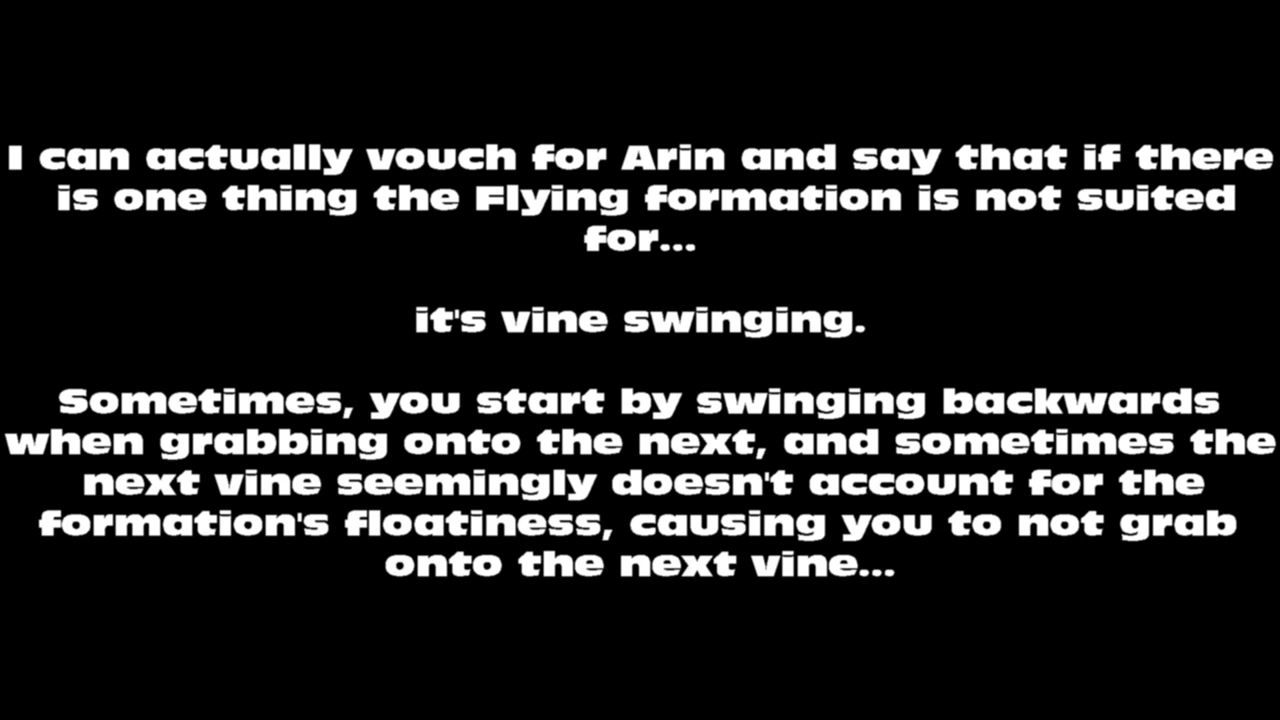 I can actually vouch for Arin and say that if there
is one thing the Flying formation is not suited
for...
it's vine swinging.
Sometimes, you start by swinging backwards
when grabbing onto the next, and sometimes the
next vine seemingly doesn't account for the
formation's floatiness, causing you to not grab
onto the next vine...